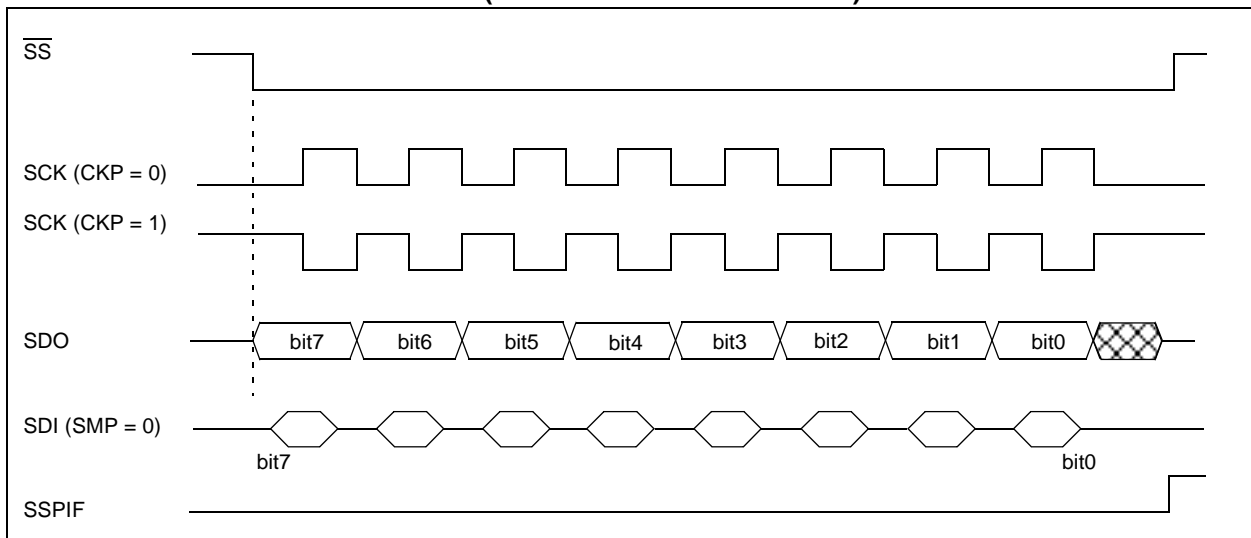 SS
SCK (CKP = 0)
SCK (CKP = 1)
SDO bit7 bit6 bit5 bit4 bit3 bit2 bit1 bit0
SDI (SMP = 0)
bit7 bit0
SSPIF